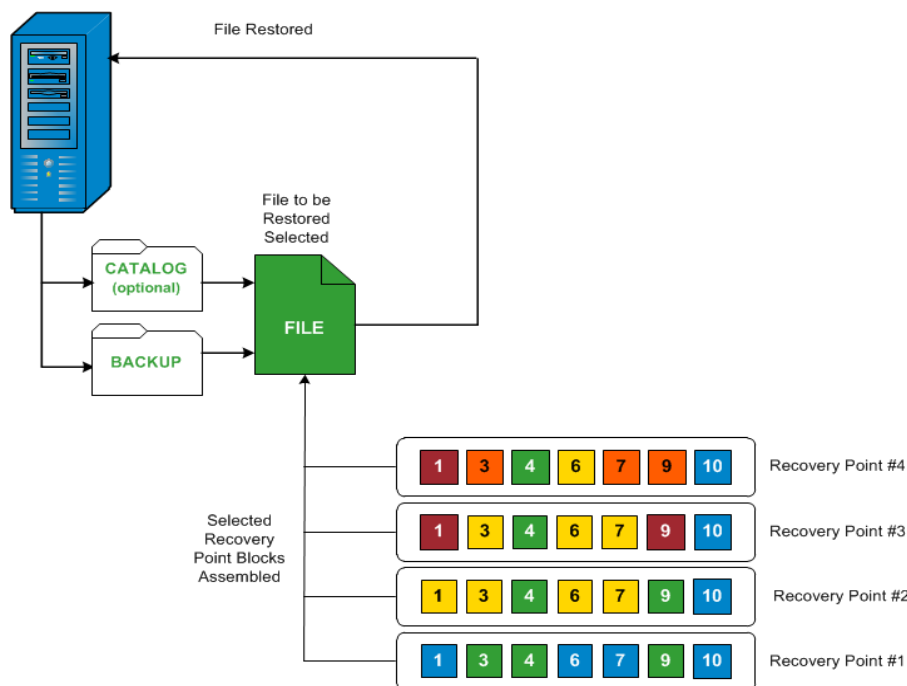 File Restored
File to be
Restored
Selected
CATALOG
(optional)
FILE
BACKUP
1 3 4 6 7 9 10 Recovery Point #4
Selected
Recovery
Point Blocks
Assembled
1 3 4 6 7 9 10 Recovery Point #3
1 3 4 6 7 9 10 Recovery Point #2
1 3 4 6 7 9 10 Recovery Point #1